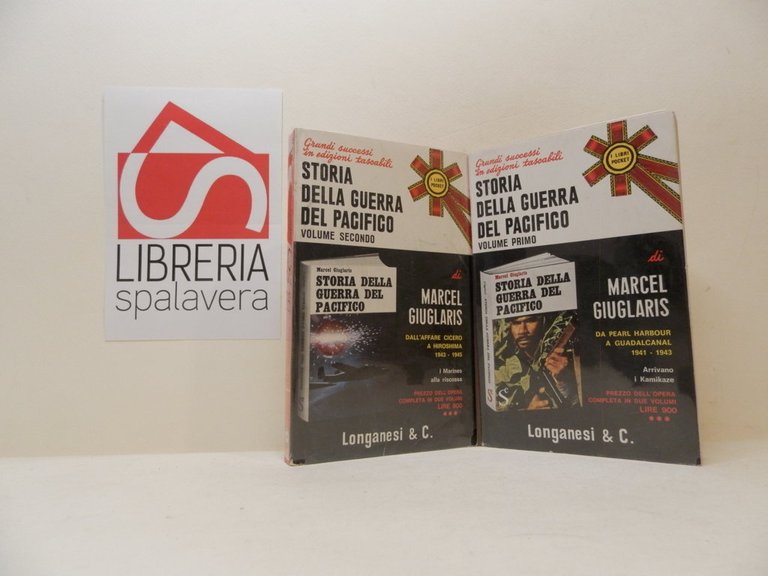 LIBRERIA
spalavera
Grandi successi
in edizioni tascabili
I LIBRI
POCKET
STORIA
DELLA GUERRA
DEL PACIFICO
VOLUME SECONDO
di
Marcel Giuglaris
STORIA DELLA
GUERRA DEL
PACIFICO
MARCEL
GIUGLARIS
DALL'AFFARE CICERO
A HIROSHIMA
1943 - 1945
I Marines
alla riscossa
PREZZO DELL'OPERA
COMPLETA IN DUE VOLUMI
LIRE 900
Longanesi & C.
Grandi successi
in edizioni tascabili
I LIBRI
POCKET
STORIA
DELLA GUERRA
DEL PACIFICO
VOLUME PRIMO
di
Marcel Giuglaris
STORIA DELLA
GUERRA DEL
PACIFICO
MARCEL
GIUGLARIS
DA PEARL HARBOUR
A GUADALCANAL
1941 - 1943
Arrivano
i Kamikaze
PREZZO DELL'OPERA
COMPLETA IN DUE VOLUMI
LIRE 900
Longanesi & C.